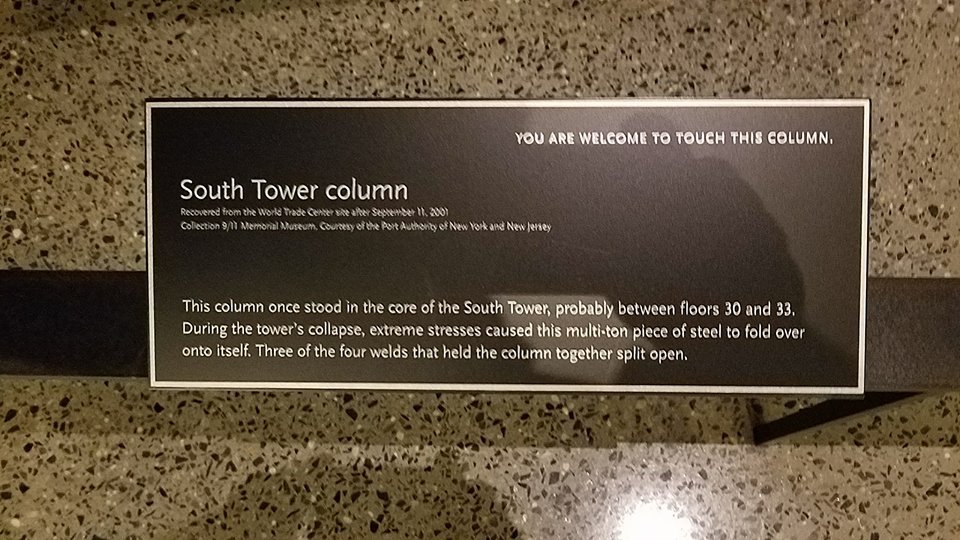 YOU ARE WELCOME TO TOUCH THIS COLUMN.
South Tower column
Recovered from the World Trade Center site after September 11, 2001
Collection 9/11 Memorial Museum, Courtesy of the Port Authority of New York and New Jersey
This column once stood in the core of the South Tower, probably between floors 30 and 33.
During the tower's collapse, extreme stresses caused this multi-ton piece of steel to fold over
onto itself. Three of the four welds that held the column together split open.